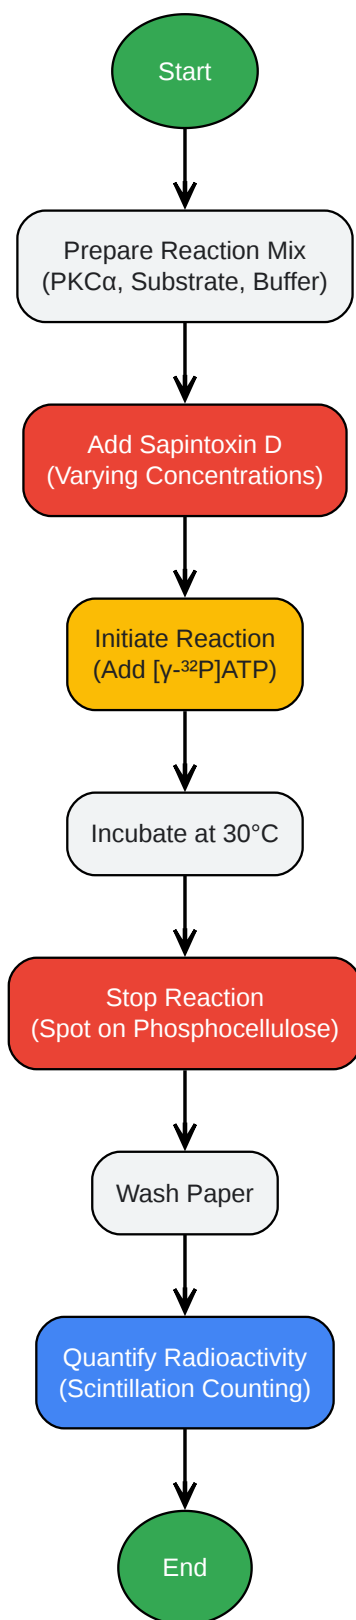 Start
Prepare Reaction Mix
(PKCα, Substrate, Buffer)
Add Sapintoxin D
(Varying Concentrations)
Initiate Reaction
(Add [γ-³²P]ATP)
Incubate at 30°C
Stop Reaction
(Spot on Phosphocellulose)
Wash Paper
Quantify Radioactivity
(Scintillation Counting)
End